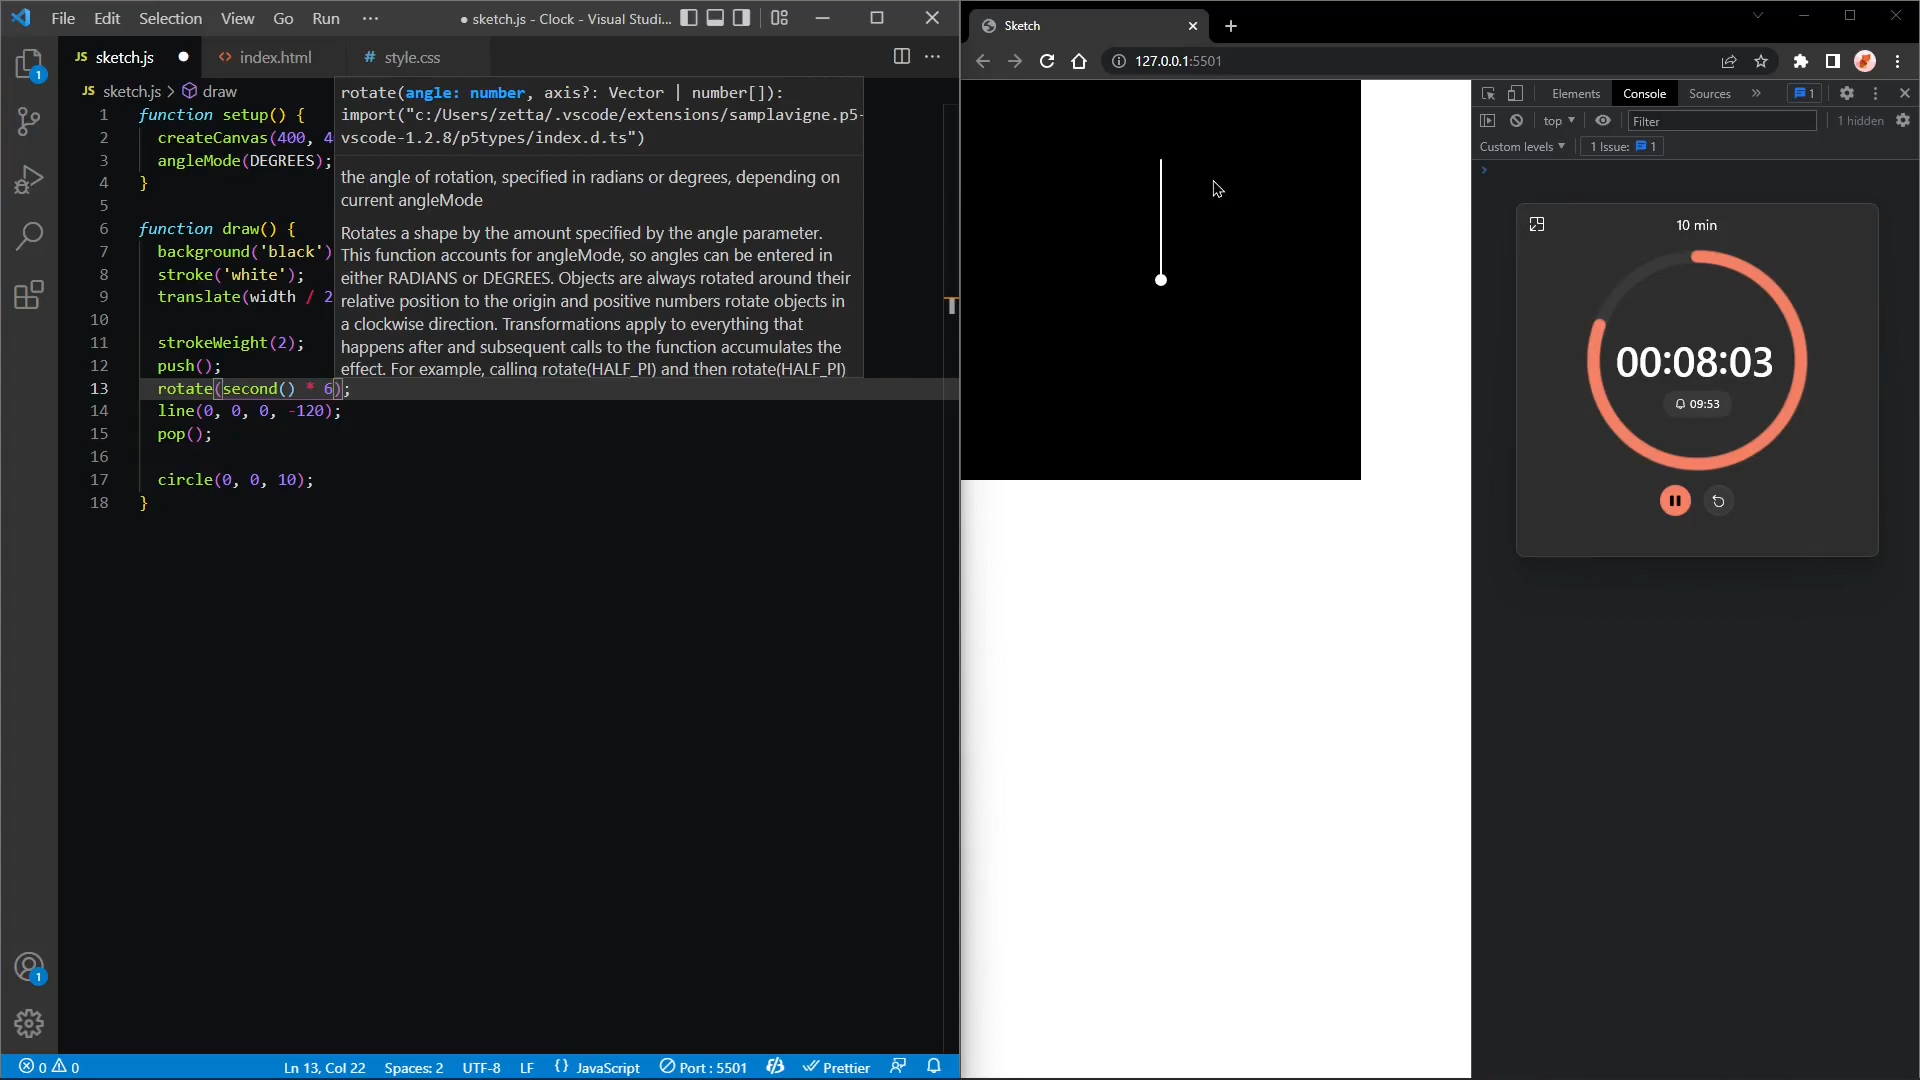 File Edit Selection View Go Run ··· ● sketch.js - Clock - Visual Studi...
JS sketch.js ● <> index.html # style.css ···
JS sketch.js > draw
1 function setup() {
2 createCanvas(400, 4
3 angleMode(DEGREES);
4 }
5
6 function draw() {
7 background('black')
8 stroke('white');
9 translate(width / 2
10
11 strokeWeight(2);
12 push();
13 rotate(second() * 6);
14 line(0, 0, 0, -120);
15 pop();
16
17 circle(0, 0, 10);
18 }
rotate(angle: number, axis?: Vector | number[]):
import("c:/Users/zetta/.vscode/extensions/samplavigne.p5-
vscode-1.2.8/p5types/index.d.ts")
the angle of rotation, specified in radians or degrees, depending on
current angleMode
Rotates a shape by the amount specified by the angle parameter.
This function accounts for angleMode, so angles can be entered in
either RADIANS or DEGREES. Objects are always rotated around their
relative position to the origin and positive numbers rotate objects in
a clockwise direction. Transformations apply to everything that
happens after and subsequent calls to the function accumulates the
effect. For example, calling rotate(HALF_PI) and then rotate(HALF_PI)
1
1
0 0 Ln 13, Col 22 Spaces: 2 UTF-8 LF {} JavaScript Port : 5501 Prettier
Sketch
127.0.0.1:5501
Elements Console Sources » 1
top Filter 1 hidden
Custom levels 1 Issue: 1
10 min
00:08:03
09:53